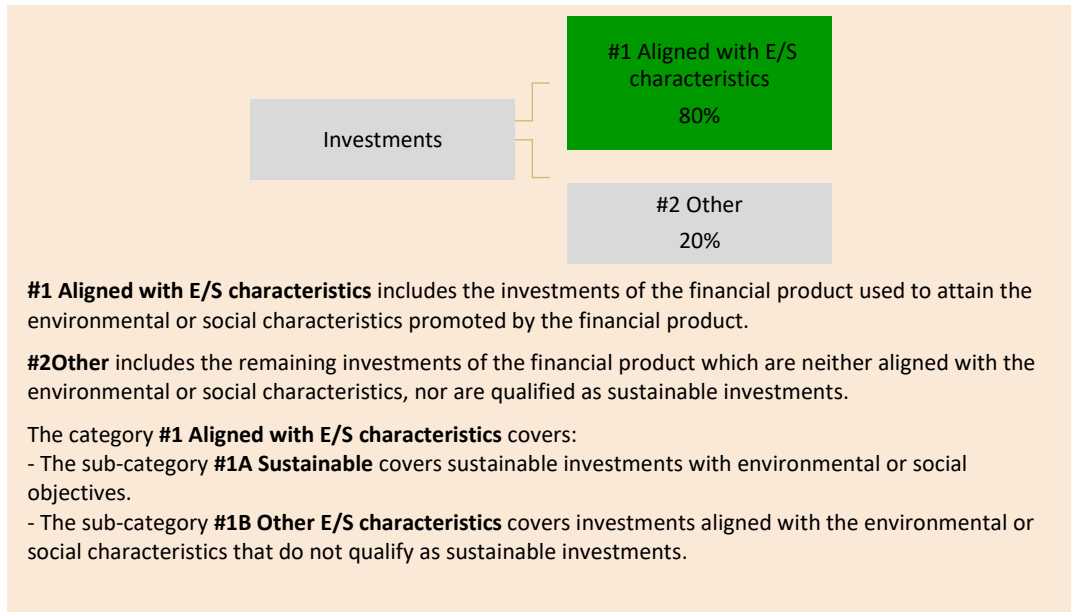 #1 Aligned with E/S
characteristics
80%
Investments
#2 Other
20%
#1 Aligned with E/S characteristics includes the investments of the financial product used to attain the
environmental or social characteristics promoted by the financial product.
#2Other includes the remaining investments of the financial product which are neither aligned with the
environmental or social characteristics, nor are qualified as sustainable investments.
The category #1 Aligned with E/S characteristics covers:
- The sub-category #1A Sustainable covers sustainable investments with environmental or social
objectives.
- The sub-category #1B Other E/S characteristics covers investments aligned with the environmental or
social characteristics that do not qualify as sustainable investments.